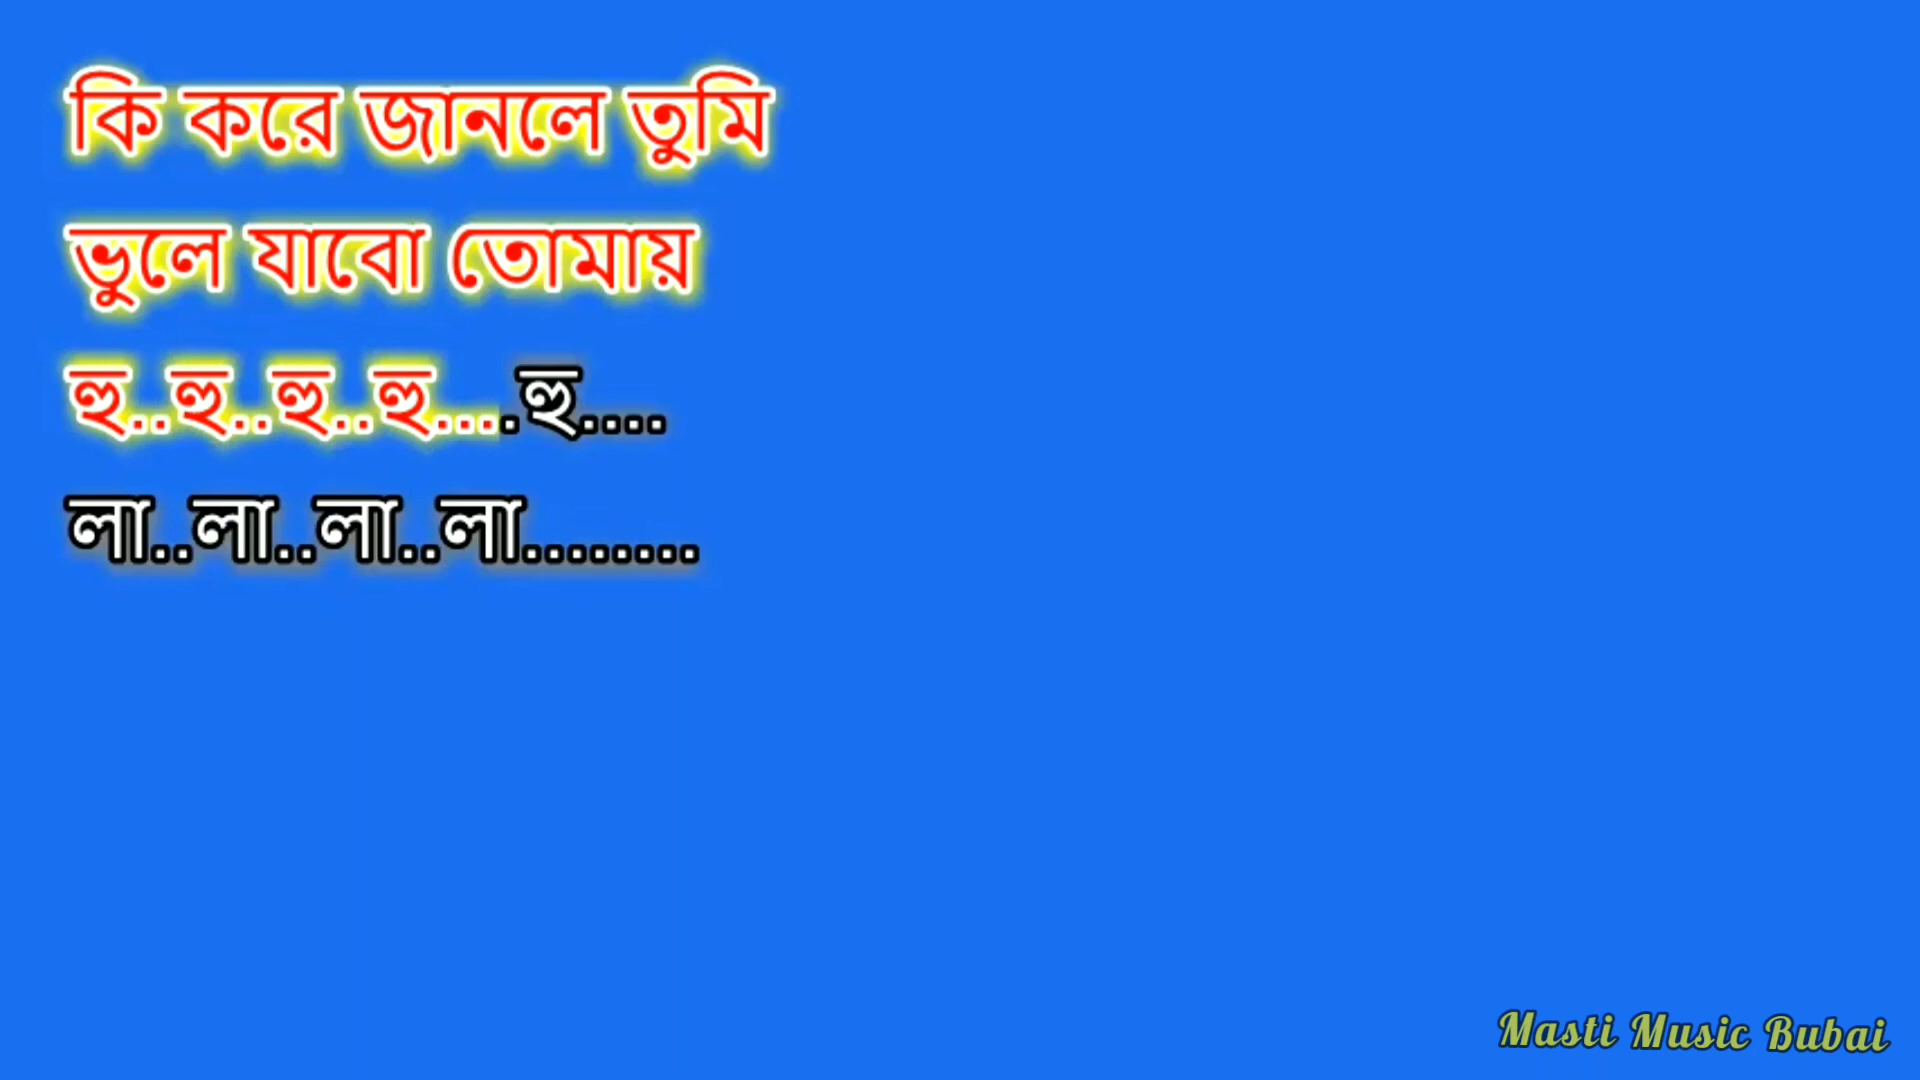 কি করে জানলে তুমি
ভুলে যাবো তোমায়
হু..হু..হু..হু....হু....
লা..লা..লা..লা........
Masti Music Bubai